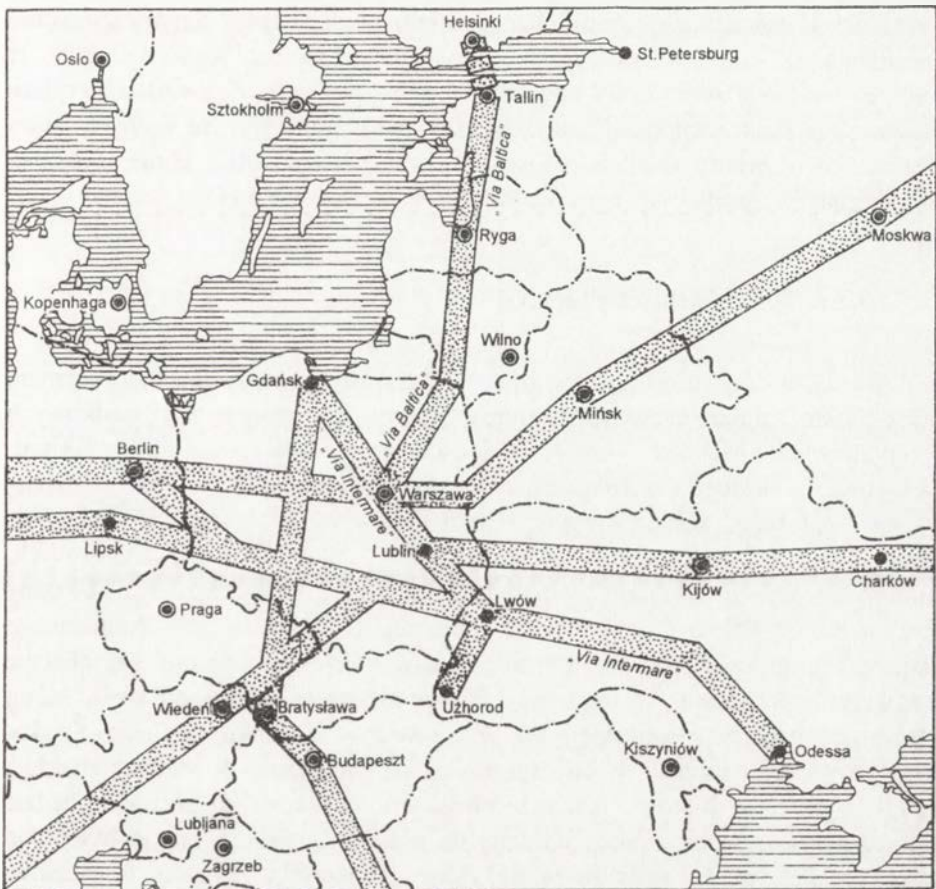 Helsinki
Oslo
St.Petersburg
Sztokholm
Tallin
„Via Baltica"
Ryga
Moskwa
Kopenhaga
Wilno
Gdańsk
„Via Baltica"
Mińsk
Berlin
„Via Intermare"
Warszawa
Lipsk
Lublin
Kijów
Charków
Praga
Lwów
„Via Intermare"
Wiedeń
Bratysława
Użhorod
Budapeszt
Kiszyniów
Odessa
Lubljana
Zagrzeb